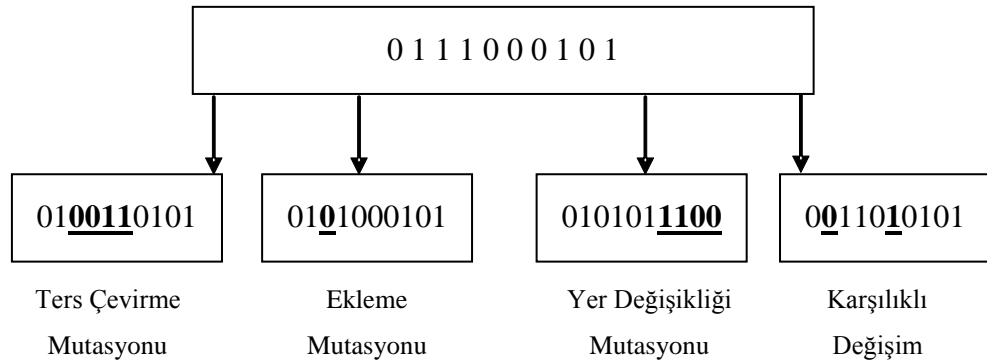 0 1 1 1 0 0 0 1 0 1
0100110101
0101000101
0101011100
0011010101
Ters Çevirme
Mutasyonu
Ekleme
Mutasyonu
Yer Değişikliği
Mutasyonu
Karşılıklı
Değişim